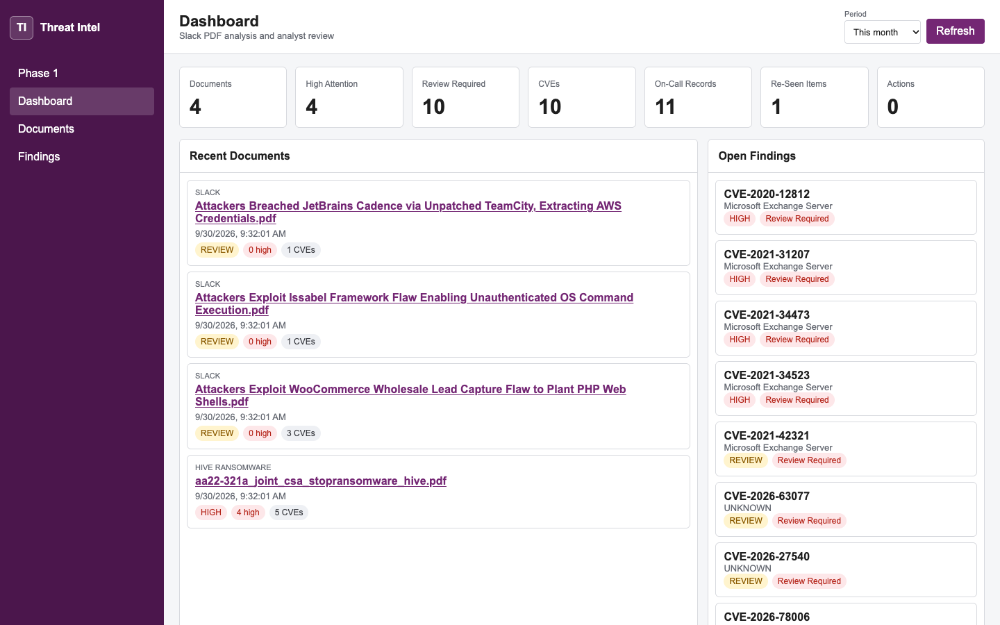 TI
Threat Intel
Phase 1
Dashboard
Documents
Findings
Dashboard
Slack PDF analysis and analyst review
Period
This month
Refresh
Documents
4
High Attention
4
Review Required
10
CVEs
10
On-Call Records
11
Re-Seen Items
1
Actions
0
Recent Documents
SLACK
Attackers Breached JetBrains Cadence via Unpatched TeamCity, Extracting AWS
Credentials.pdf
9/30/2026, 9:32:01 AM
REVIEW 0 high 1 CVEs
SLACK
Attackers Exploit Issabel Framework Flaw Enabling Unauthenticated OS Command
Execution.pdf
9/30/2026, 9:32:01 AM
REVIEW 0 high 1 CVEs
SLACK
Attackers Exploit WooCommerce Wholesale Lead Capture Flaw to Plant PHP Web
Shells.pdf
9/30/2026, 9:32:01 AM
REVIEW 0 high 3 CVEs
HIVE RANSOMWARE
aa22-321a_joint_csa_stopransomware_hive.pdf
9/30/2026, 9:32:01 AM
HIGH 4 high 5 CVEs
Open Findings
CVE-2020-12812
Microsoft Exchange Server
HIGH Review Required
CVE-2021-31207
Microsoft Exchange Server
HIGH Review Required
CVE-2021-34473
Microsoft Exchange Server
HIGH Review Required
CVE-2021-34523
Microsoft Exchange Server
HIGH Review Required
CVE-2021-42321
Microsoft Exchange Server
REVIEW Review Required
CVE-2026-63077
UNKNOWN
REVIEW Review Required
CVE-2026-27540
UNKNOWN
REVIEW Review Required
CVE-2026-78006